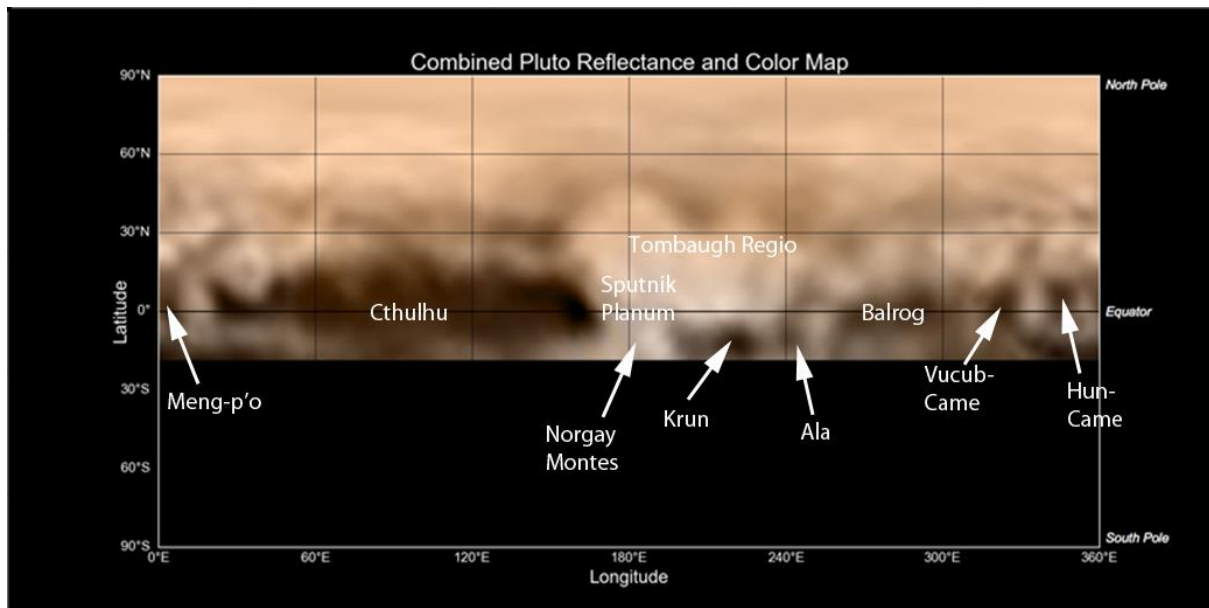 Combined Pluto Reflectance and Color Map
90°N
North Pole
60°N
30°N
Tombaugh Regio
Sputnik
Planum
Cthulhu
Balrog
0°
Equator
Latitude
30°S
Meng-p'o
Norgay
Montes
Krun
Ala
Vucub-
Came
Hun-
Came
60°S
90°S
South Pole
0°E
60°E
120°E
180°E
240°E
300°E
360°E
Longitude